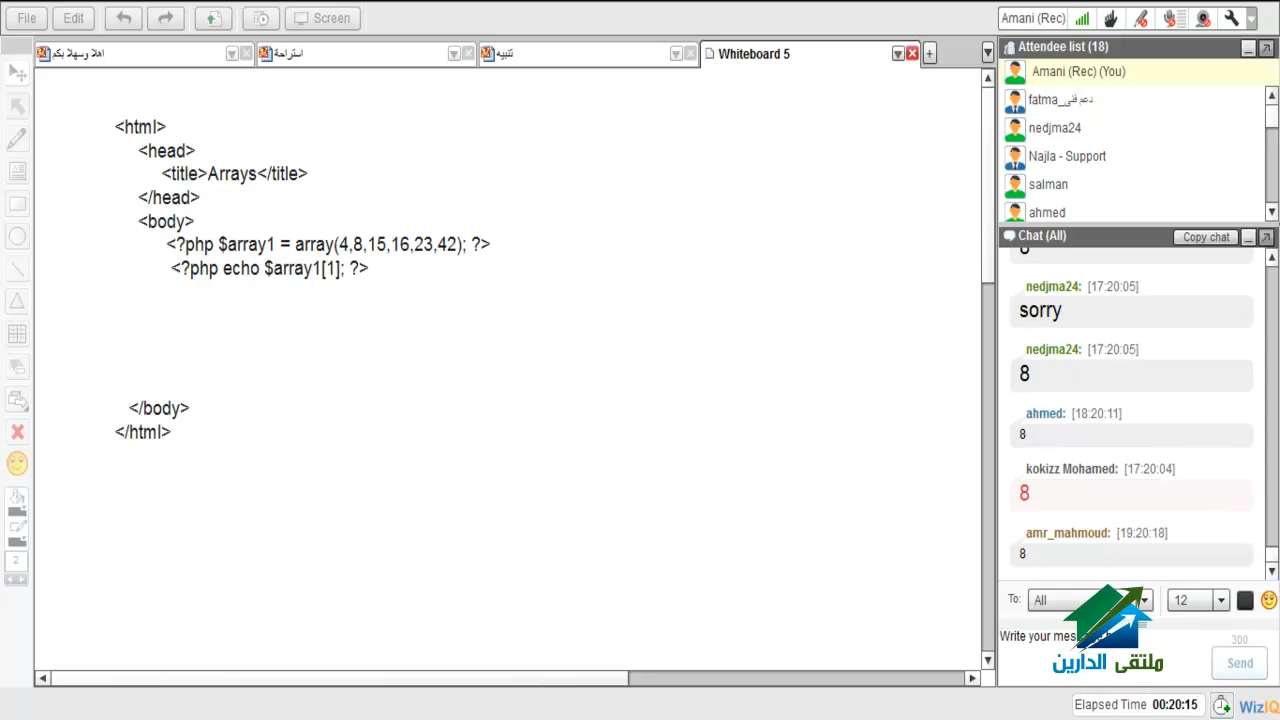 File
Edit
Screen
Amani (Rec)
اهلا وسهلا بكم
استراحة
تنبيه
Whiteboard 5
<html>
<head>
<title>Arrays</title>
</head>
<body>
<?php $array1 = array(4,8,15,16,23,42); ?>
<?php echo $array1[1]; ?>
</body>
</html>
2
Attendee list (18)
Amani (Rec) (You)
fatma_دعم فنى
nedjma24
Najla - Support
salman
ahmed
Chat (All)
Copy chat
8
nedjma24: [17:20:05]
sorry
nedjma24: [17:20:05]
8
ahmed: [18:20:11]
8
kokizz Mohamed: [17:20:04]
8
amr_mahmoud: [19:20:18]
8
To:
All
12
Write your mes
300
Send
ملتقى الدارين
Elapsed Time 00:20:15
WizIQ